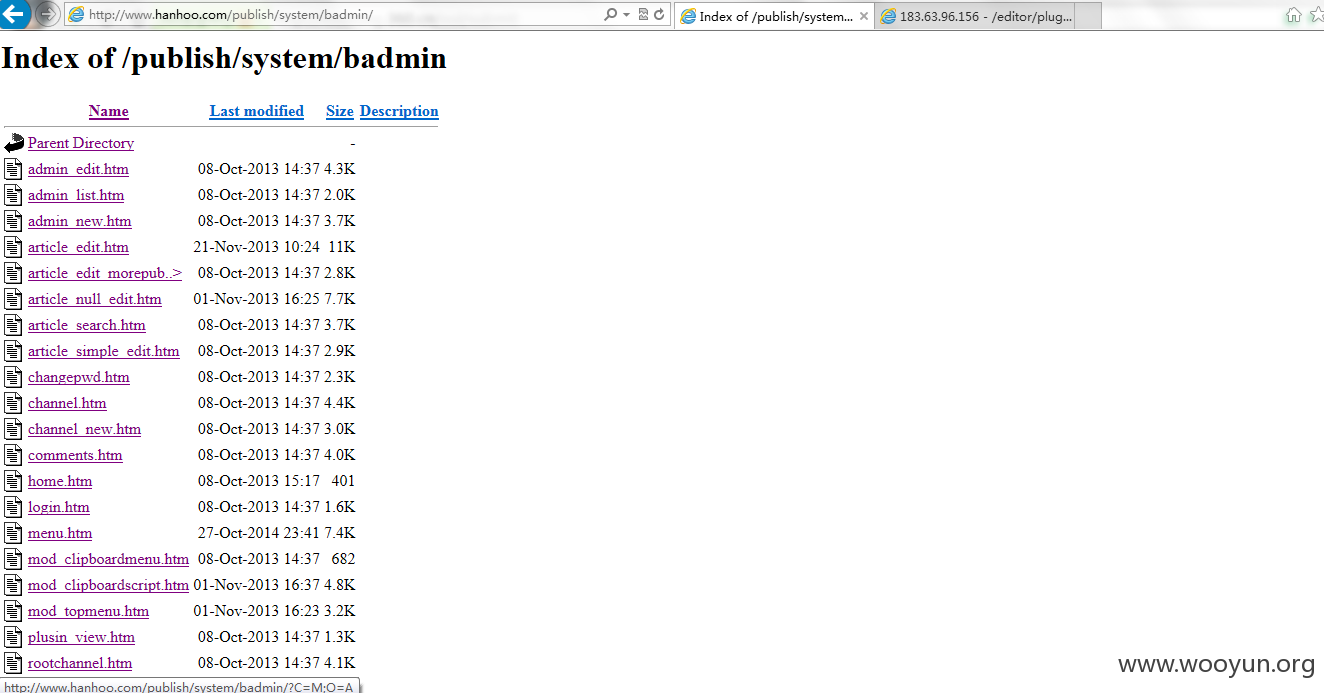 http://www.hanhoo.com/publish/system/badmin/
Index of /publish/system...
183.63.96.156 - /editor/plug...
Index of /publish/system/badmin
Name Last modified Size Description
Parent Directory -
admin_edit.htm 08-Oct-2013 14:37 4.3K
admin_list.htm 08-Oct-2013 14:37 2.0K
admin_new.htm 08-Oct-2013 14:37 3.7K
article_edit.htm 21-Nov-2013 10:24 11K
article_edit_morepub..> 08-Oct-2013 14:37 2.8K
article_null_edit.htm 01-Nov-2013 16:25 7.7K
article_search.htm 08-Oct-2013 14:37 3.7K
article_simple_edit.htm 08-Oct-2013 14:37 2.9K
changepwd.htm 08-Oct-2013 14:37 2.3K
channel.htm 08-Oct-2013 14:37 4.4K
channel_new.htm 08-Oct-2013 14:37 3.0K
comments.htm 08-Oct-2013 14:37 4.0K
home.htm 08-Oct-2013 15:17 401
login.htm 08-Oct-2013 14:37 1.6K
menu.htm 27-Oct-2014 23:41 7.4K
mod_clipboardmenu.htm 08-Oct-2013 14:37 682
mod_clipboardscript.htm 01-Nov-2013 16:37 4.8K
mod_topmenu.htm 01-Nov-2013 16:23 3.2K
plusin_view.htm 08-Oct-2013 14:37 1.3K
rootchannel.htm 08-Oct-2013 14:37 4.1K
www.wooyun.org
http://www.hanhoo.com/publish/system/badmin/?C=M;O=A